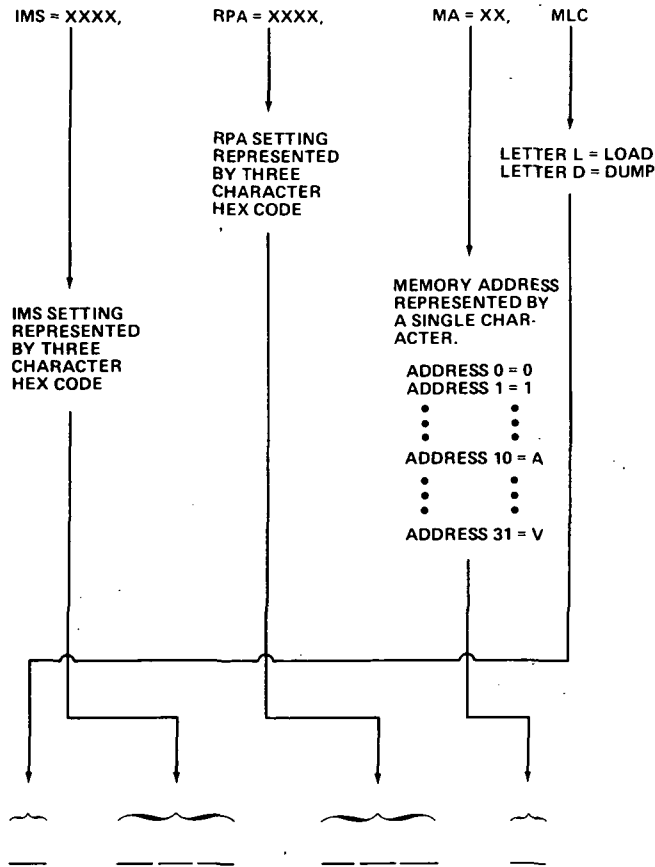 IMS = XXXX, RPA = XXXX, MA = XX, MLC
RPA SETTING
REPRESENTED
BY THREE
CHARACTER
HEX CODE
LETTER L = LOAD
LETTER D = DUMP
IMS SETTING
REPRESENTED
BY THREE
CHARACTER
HEX CODE
MEMORY ADDRESS
REPRESENTED BY
A SINGLE CHAR-
ACTER.
ADDRESS 0 = 0
ADDRESS 1 = 1
ADDRESS 10 = A
ADDRESS 31 = V